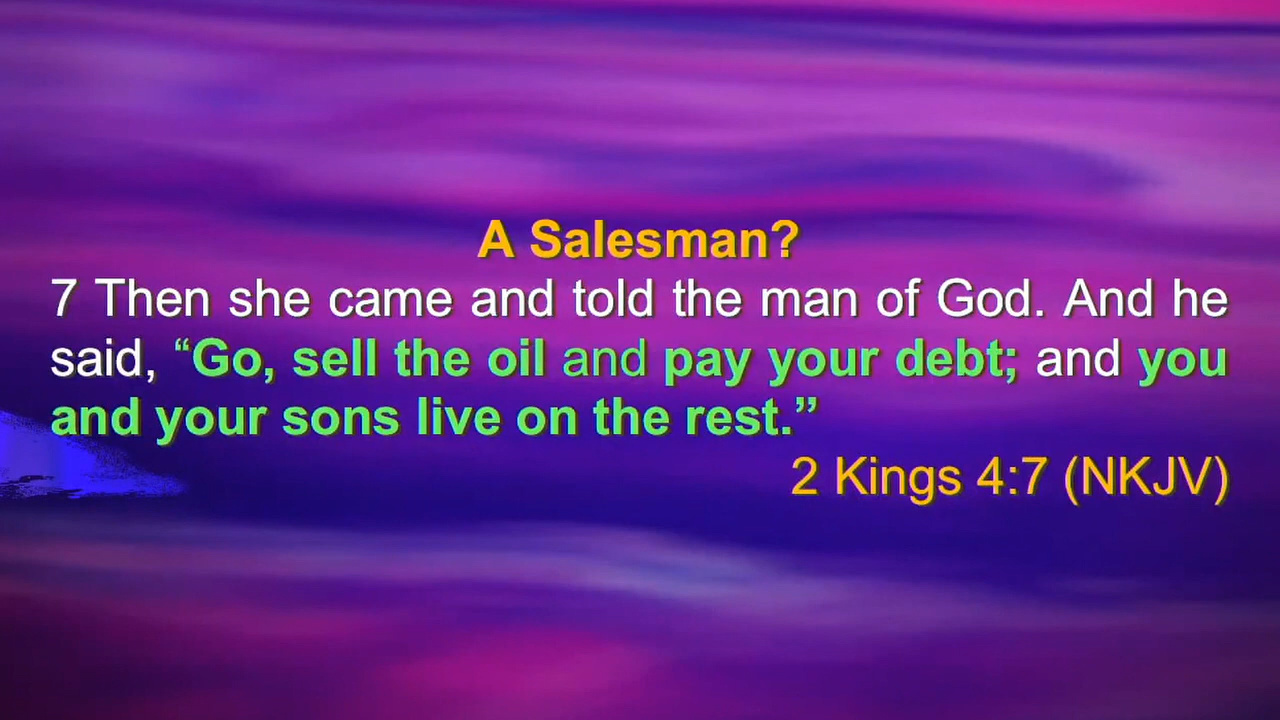 A Salesman?
7 Then she came and told the man of God. And he
said, “Go, sell the oil and pay your debt; and you
and your sons live on the rest.”
2 Kings 4:7 (NKJV)